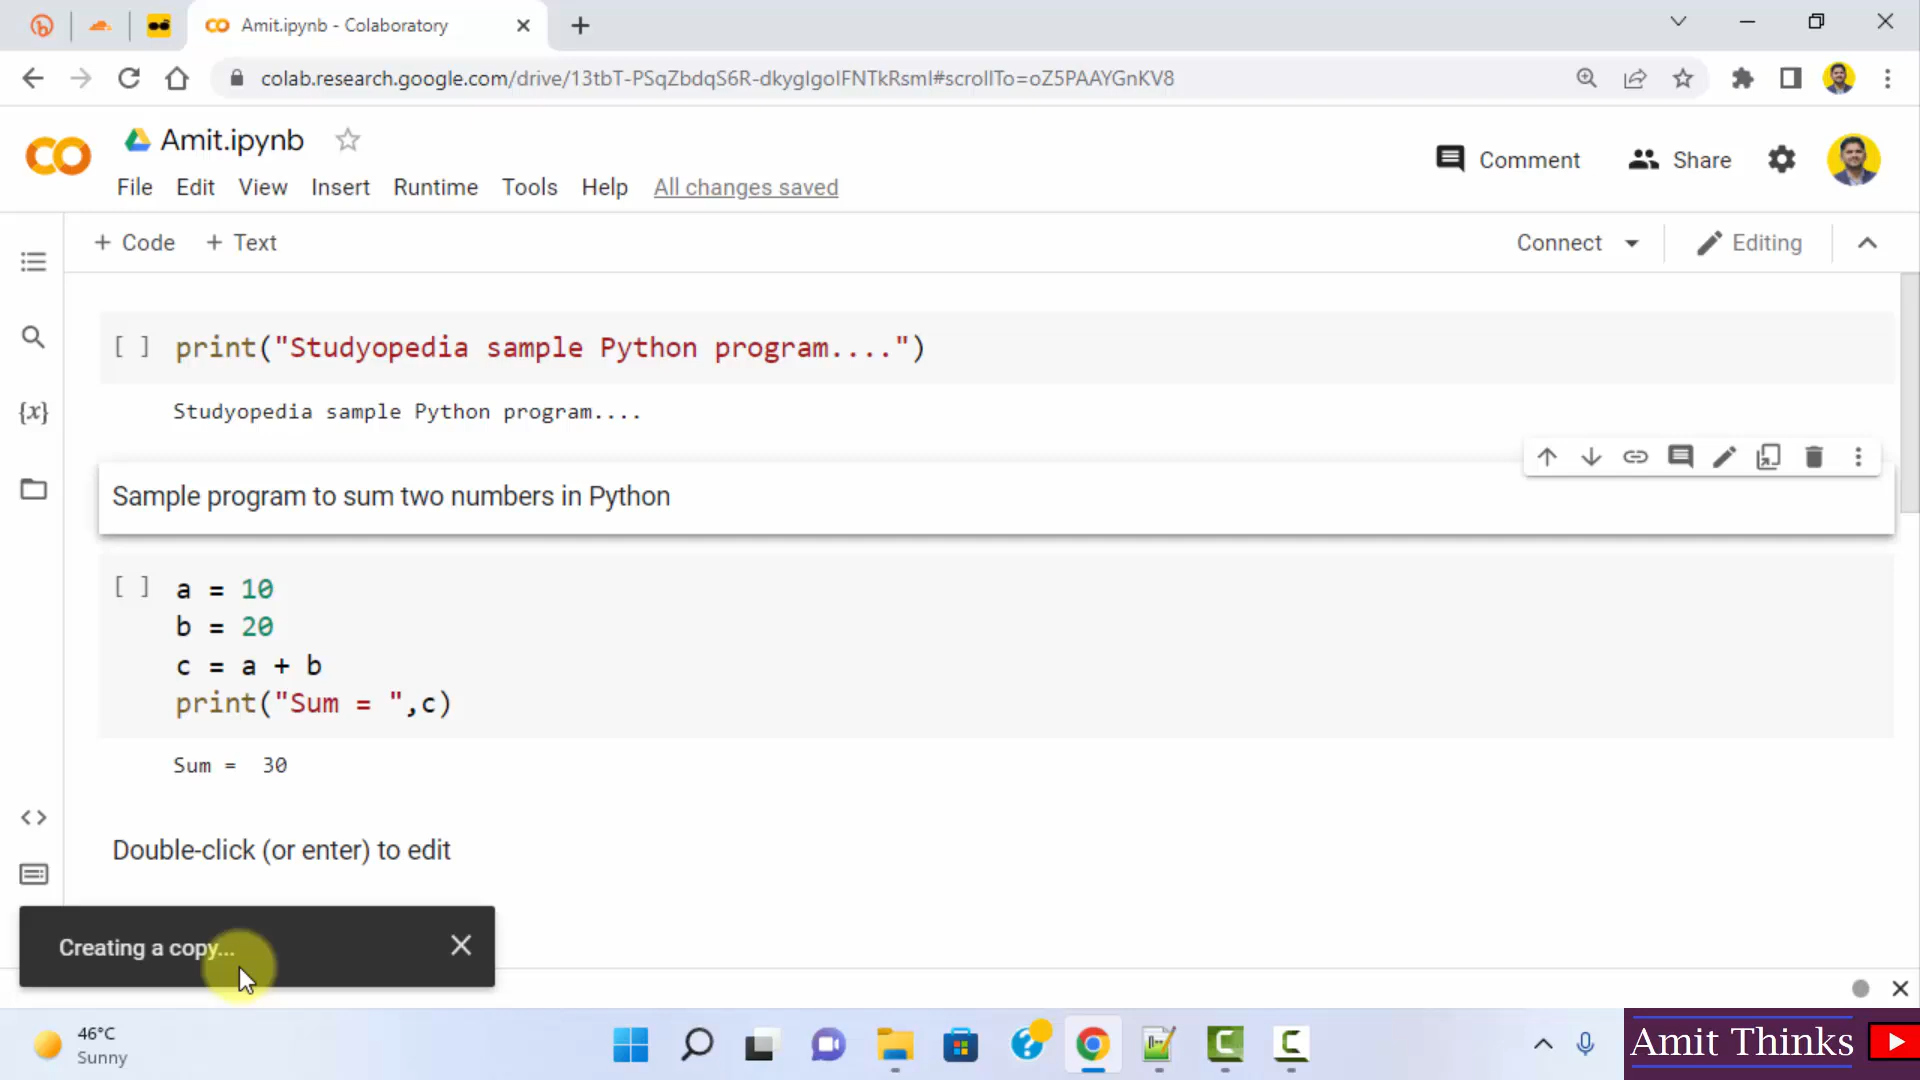 Amit.ipynb - Colaboratory
colab.research.google.com/drive/13tbT-PSqZbdqS6R-dkyglgolFNTkRsml#scrollTo=oZ5PAAYGnKV8
Amit.ipynb
Comment
Share
File Edit View Insert Runtime Tools Help All changes saved
+ Code + Text
Connect
Editing
[ ] print("Studyopedia sample Python program....")
Studyopedia sample Python program....
{x}
Sample program to sum two numbers in Python
[ ] a = 10
b = 20
c = a + b
print("Sum = ",c)
Sum =  30
Double-click (or enter) to edit
Creating a copy...
46°C
Sunny
Amit Thinks